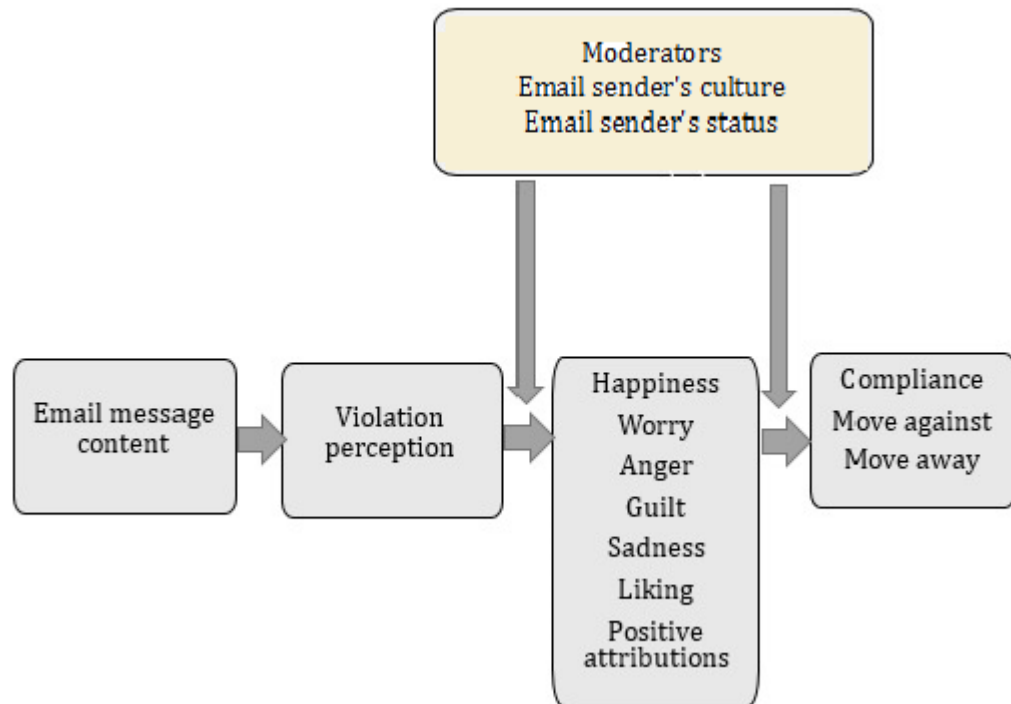 Moderators
Email sender's culture
Email sender's status
Email message
content
Violation
perception
Happiness
Worry
Anger
Guilt
Sadness
Liking
Positive
attributions
Compliance
Move against
Move away